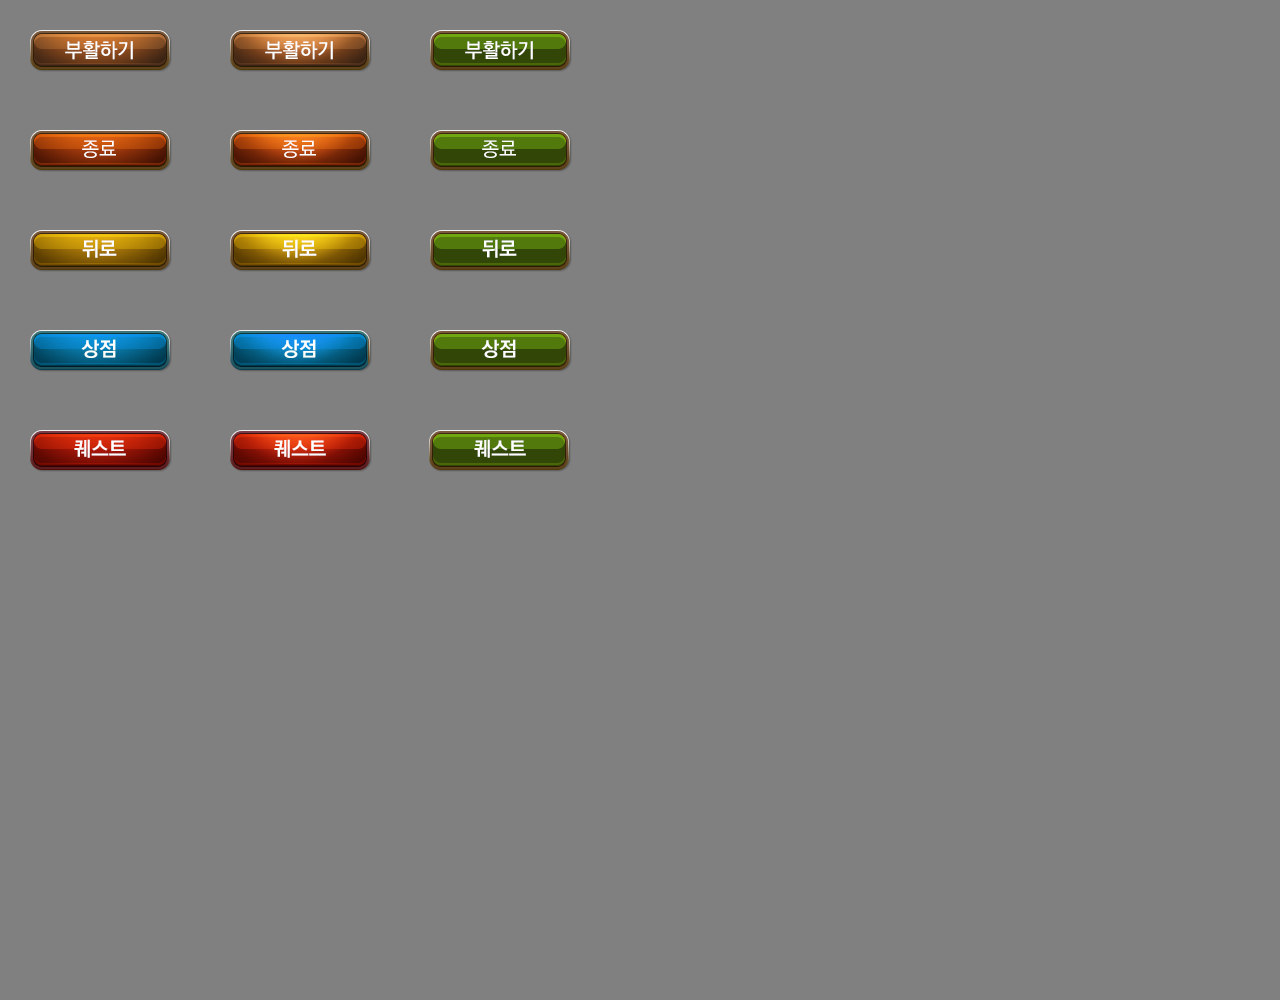 부활하기 부활하기 부활하기
종료 종료 종료
뒤로 뒤로 뒤로
상점 상점 상점
퀘스트 퀘스트 퀘스트